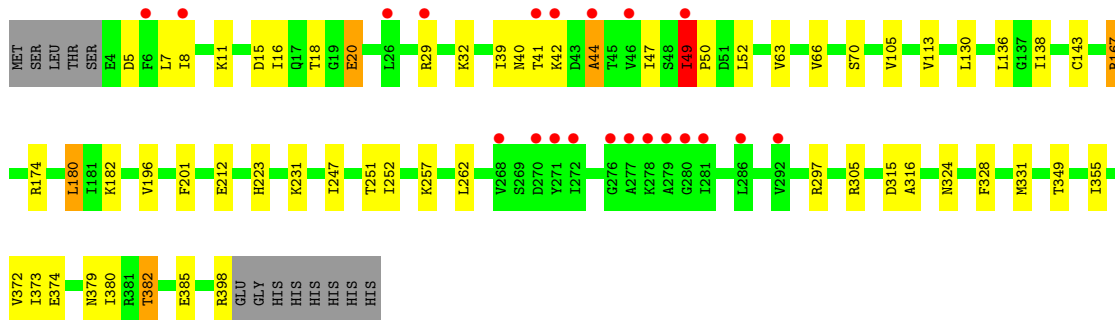 MET SER LEU THR SER E4 D5 F6 L7 I8 K11 D15 I16 Q17 T18 G19 E20 L26 R29 K32 I39 N40 T41 K42 D43 A44 T45 V46 I47 S48 I49 P50 D51 L52 V63 V66 S70 V105 V113 L130 L136 G137 I138 C143 R167
R174 L180 I181 K182 V196 F201 E212 H223 K231 I247 T251 I252 K257 L262 V268 S269 D270 V271 I272 G276 A277 K278 A279 G280 I281 L286 V292 R297 R305 D315 A316 N324 F328 M331 T349 I355
V372 I373 E374 N379 I380 R381 T382 E385 R398 GLU GLY HIS HIS HIS HIS HIS HIS